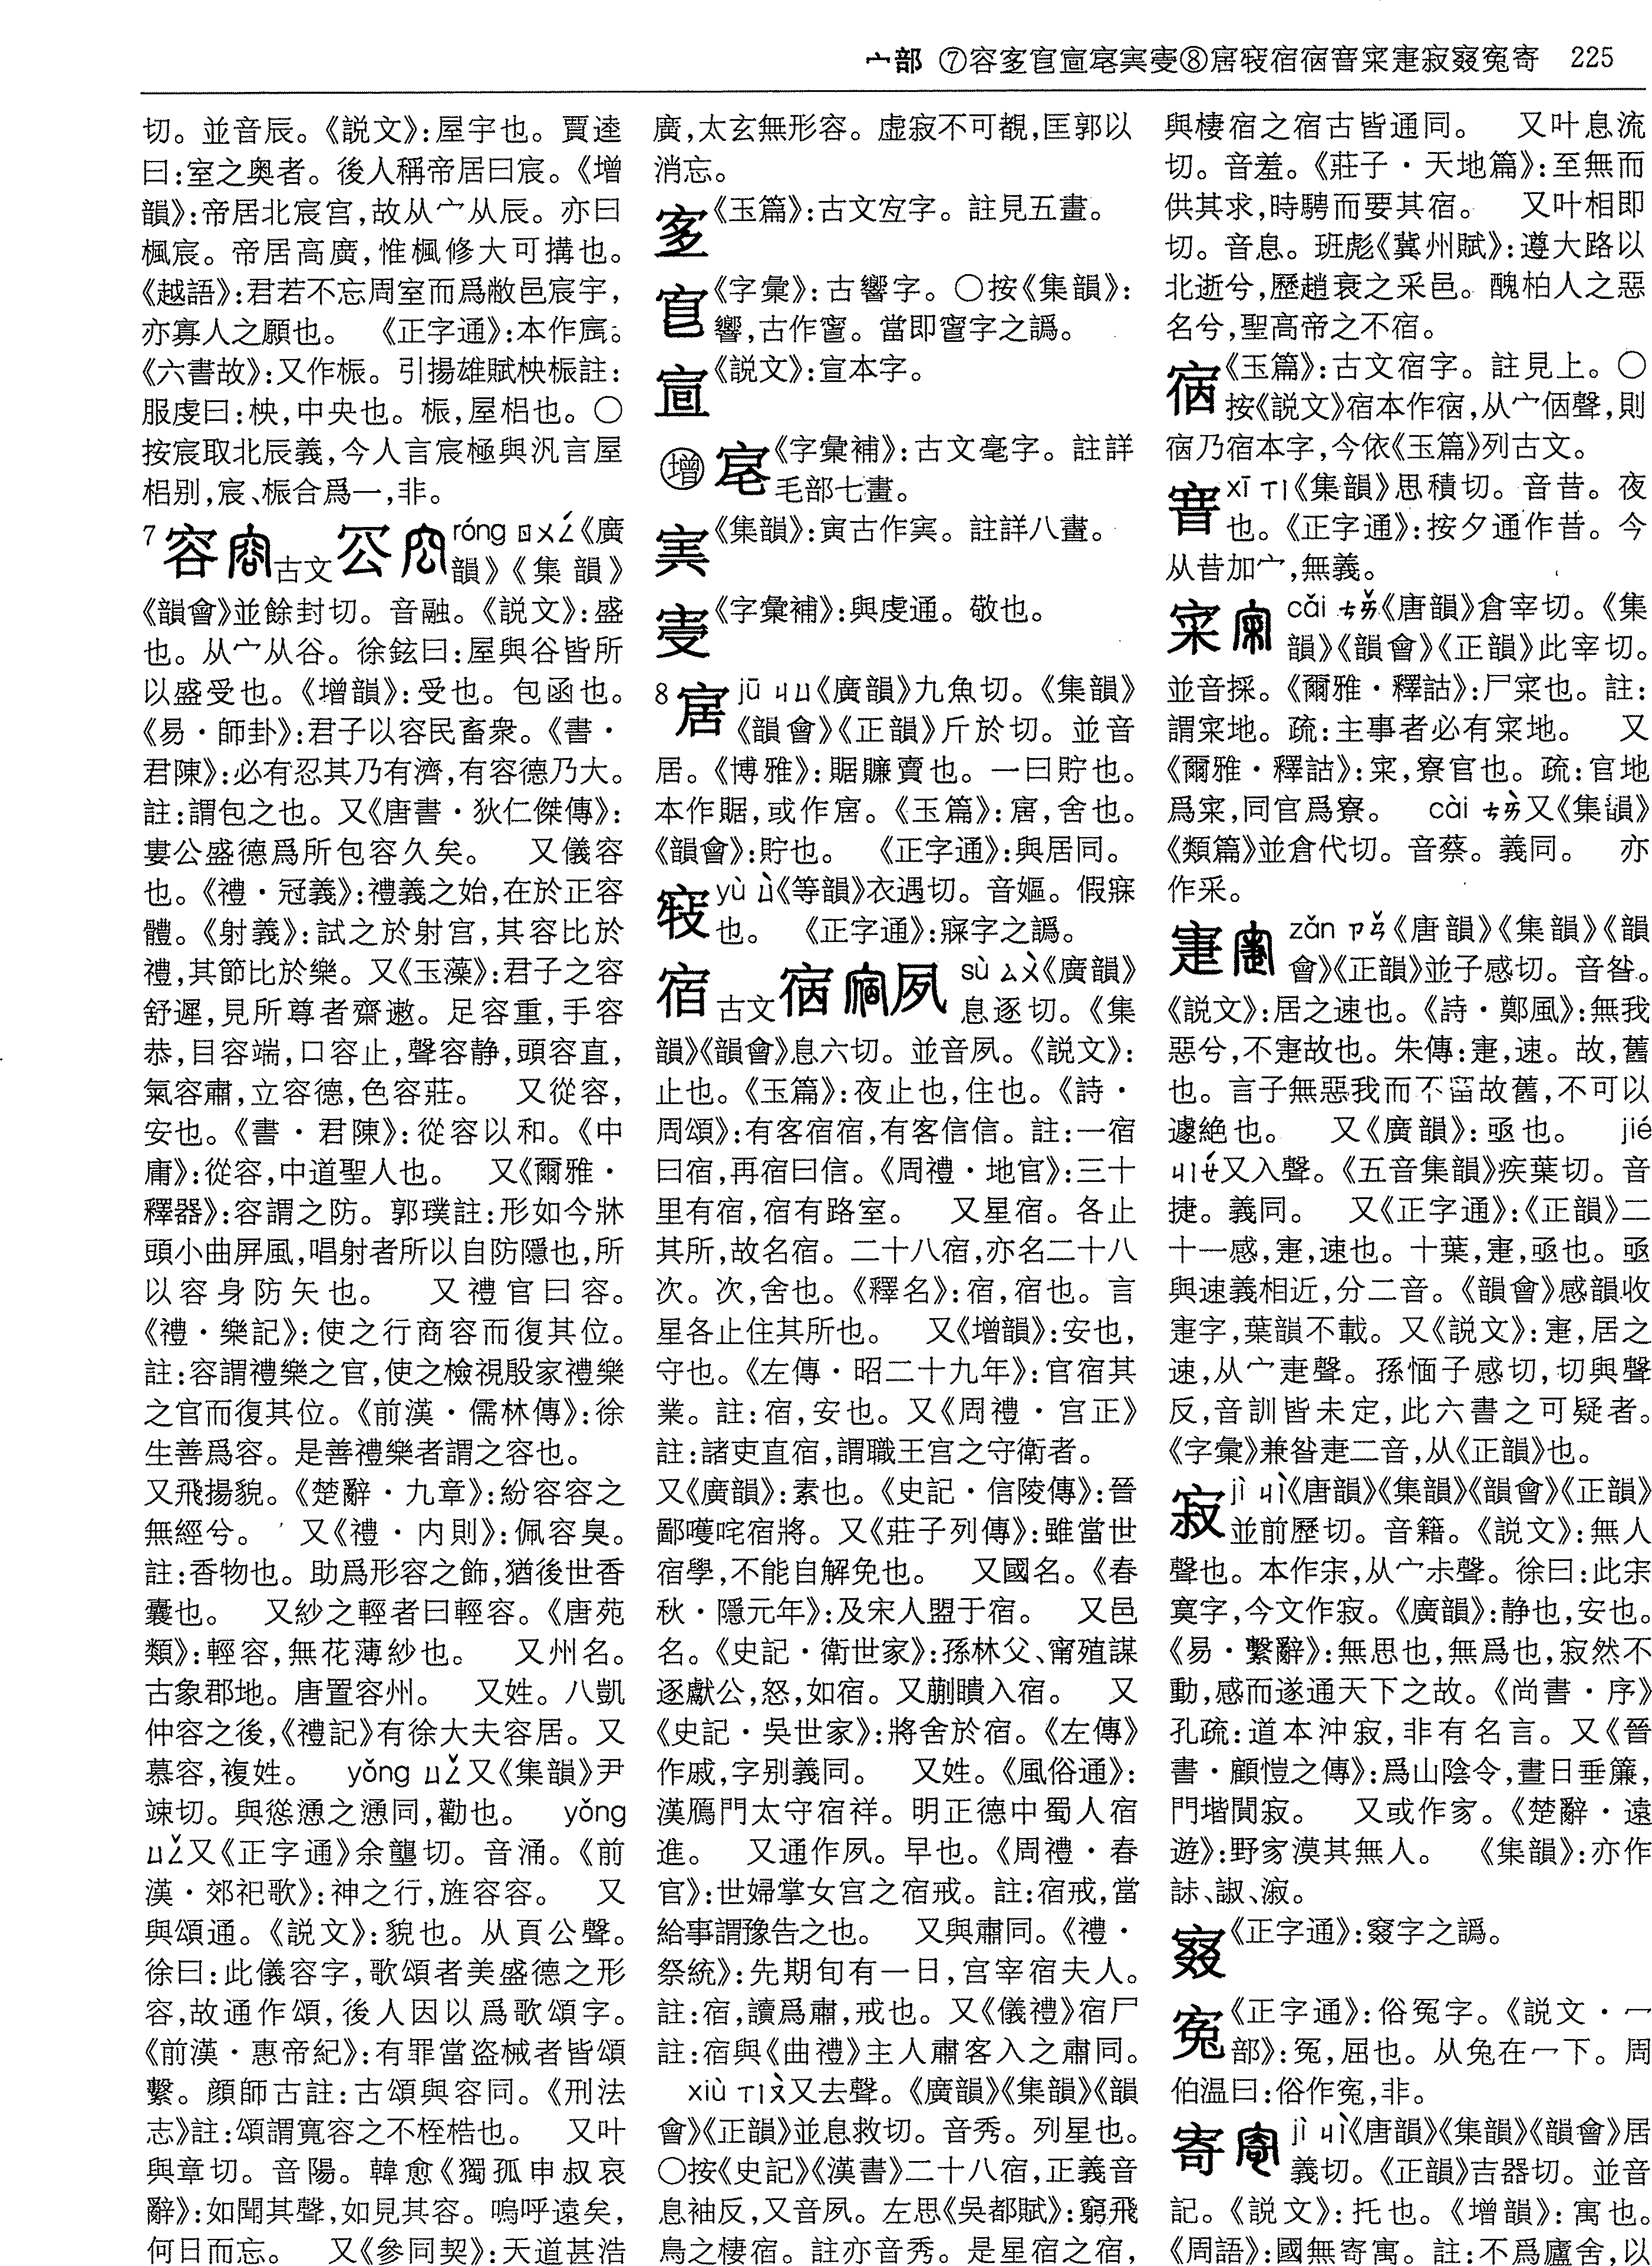 宀部 ⑦容㝖㝗㝘㝙㝚㝛⑧㝒㝜宿㝛㝝寀寁寂㝞寃寄 225
切。並音辰。《説文》:屋宇也。賈逵
曰:室之奥者。後人稱帝居曰宸。《增
韻》:帝居北宸宫,故从宀从辰。亦曰
楓宸。帝居高廣,惟楓修大可搆也。
《越語》:君若不忘周室而爲敝邑宸宇,
亦寡人之願也。 《正字通》:本作㝢。
《六書故》:又作桭。引揚雄賦柍桭註:
服虔曰:柍,中央也。桭,屋梠也。○
按宸取北辰義,今人言宸極與汎言屋
梠别,宸、桭合爲一,非。
7 容 古文 㝐 róng ㄖㄨㄥˊ《廣
韻》《集韻》
《韻會》並餘封切。音融。《説文》:盛
也。从宀从谷。徐鉉曰:屋與谷皆所
以盛受也。《增韻》:受也。包函也。
《易·師卦》:君子以容民畜衆。《書·
君陳》:必有忍其乃有濟,有容德乃大。
註:謂包之也。又《唐書·狄仁傑傳》:
婁公盛德爲所包容久矣。 又儀容
也。《禮·冠義》:禮義之始,在於正容
體。《射義》:試之於射宫,其容比於
禮,其節比於樂。又《玉藻》:君子之容
舒遲,見所尊者齋遬。足容重,手容
恭,目容端,口容止,聲容静,頭容直,
氣容肅,立容德,色容莊。 又從容,
安也。《書·君陳》:從容以和。《中
庸》:從容,中道聖人也。 又《爾雅·
釋器》:容謂之防。郭璞註:形如今牀
頭小曲屏風,唱射者所以自防隱也,所
以容身防矢也。 又禮官曰容。
《禮·樂記》:使之行商容而復其位。
註:容謂禮樂之官,使之檢視殷家禮樂
之官而復其位。《前漢·儒林傳》:徐
生善爲容。是善禮樂者謂之容也。
又飛揚貌。《楚辭·九章》:紛容容之
無經兮。 又《禮·内則》:佩容臭。
註:香物也。助爲形容之飾,猶後世香
囊也。 又紗之輕者曰輕容。《唐苑
類》:輕容,無花薄紗也。 又州名。
古象郡地。唐置容州。 又姓。八凱
仲容之後,《禮記》有徐大夫容居。又
慕容,複姓。 yǒng ㄩㄥˇ又《集韻》尹
竦切。與慫慂之慂同,勸也。 yǒng
ㄩㄥˇ又《正字通》余壟切。音涌。《前
漢·郊祀歌》:神之行,旌容容。 又
與頌通。《説文》:貌也。从頁公聲。
徐曰:此儀容字,歌頌者美盛德之形
容,故通作頌,後人因以爲歌頌字。
《前漢·惠帝紀》:有罪當盗械者皆頌
繫。顔師古註:古頌與容同。《刑法
志》註:頌謂寬容之不桎梏也。 又叶
與章切。音陽。韓愈《獨孤申叔哀
辭》:如聞其聲,如見其容。嗚呼遠矣,
何日而忘。 又《參同契》:天道甚浩
廣,太玄無形容。虚寂不可覩,匡郭以
消忘。
《玉篇》:古文宐字。註見五畫。
《字彙》:古響字。○按《集韻》:
響,古作㝘。當即㝘字之譌。
《説文》:宣本字。
㊞增 《字彙補》:古文毫字。註詳
毛部七畫。
《集韻》:寅古作㝙。註詳八畫。
《字彙補》:與虔通。敬也。
8 㝒 jū ㄐㄩ《廣韻》九魚切。《集韻》
《韻會》《正韻》斤於切。並音
居。《博雅》:賑賺賣也。一曰貯也。
本作䝻,或作㝒。《玉篇》:㝒,舍也。
《韻會》:貯也。 《正字通》:與居同。
yù ㄩˋ《等韻》衣遇切。音嫗。假寐
也。 《正字通》:寱字之譌。
宿 古文 㝛 夙 sù ㄙㄨˋ《廣韻》
息逐切。《集
韻》《韻會》息六切。並音夙。《説文》:
止也。《玉篇》:夜止也,住也。《詩·
周頌》:有客宿宿,有客信信。註:一宿
曰宿,再宿曰信。《周禮·地官》:三十
里有宿,宿有路室。 又星宿。各止
其所,故名宿。二十八宿,亦名二十八
次。次,舍也。《釋名》:宿,宿也。言
星各止住其所也。 又《增韻》:安也,
守也。《左傳·昭二十九年》:官宿其
業。註:宿,安也。又《周禮·宫正》
註:諸吏直宿,謂職王宫之守衛者。
又《廣韻》:素也。《史記·信陵傳》:晉
鄙嚄咤宿將。又《莊子列傳》:雖當世
宿學,不能自解免也。 又國名。《春
秋·隱元年》:及宋人盟于宿。 又邑
名。《史記·衛世家》:孫林父、甯殖謀
逐獻公,怒,如宿。又蒯聵入宿。 又
《史記·吳世家》:將舍於宿。《左傳》
作戚,字别義同。 又姓。《風俗通》:
漢鴈門太守宿祥。明正德中蜀人宿
進。 又通作夙。早也。《周禮·春
官》:世婦掌女宫之宿戒。註:宿戒,當
給事謂豫告之也。 又與肅同。《禮·
祭統》:先期旬有一日,宫宰宿夫人。
註:宿,讀爲肅,戒也。又《儀禮》宿尸
註:宿與《曲禮》主人肅客入之肅同。
xiù ㄒㄧㄡˋ又去聲。《廣韻》《集韻》《韻
會》《正韻》並息救切。音秀。列星也。
○按《史記》《漢書》二十八宿,正義音
息袖反,又音夙。左思《吳都賦》:窮飛
鳥之棲宿。註亦音秀。是星宿之宿,
與棲宿之宿古皆通同。 又叶息流
切。音羞。《莊子·天地篇》:至無而
供其求,時騁而要其宿。 又叶相即
切。音息。班彪《冀州賦》:遵大路以
北逝兮,歷趙衰之采邑。醜柏人之惡
名兮,聖高帝之不宿。
㝛 《玉篇》:古文宿字。註見上。○
按《説文》宿本作㝛,从宀㐁聲,則
㝛乃宿本字,今依《玉篇》列古文。
xī ㄒㄧ《集韻》思積切。音昔。夜
也。《正字通》:按夕通作昔。今
从昔加宀,無義。
寀 cǎi ㄘㄞˇ《唐韻》倉宰切。《集
韻》《韻會》《正韻》此宰切。
並音採。《爾雅·釋詁》:尸寀也。註:
謂寀地。疏:主事者必有寀地。 又
《爾雅·釋詁》:寀,寮官也。疏:官地
爲寀,同官爲寮。 cài ㄘㄞˋ又《集韻》
《類篇》並倉代切。音蔡。義同。 亦
作采。
寁 zǎn ㄗㄢˇ《唐韻》《集韻》《韻
會》《正韻》並子感切。音昝。
《説文》:居之速也。《詩·鄭風》:無我
惡兮,不寁故也。朱傳:寁,速。故,舊
也。言子無惡我而不留故舊,不可以
遽絶也。 又《廣韻》:亟也。 jié
ㄐㄧㄝˊ又入聲。《五音集韻》疾葉切。音
捷。義同。 又《正字通》:《正韻》二
十一感,寁,速也。十葉,寁,亟也。亟
與速義相近,分二音。《韻會》感韻收
寁字,葉韻不載。又《説文》:寁,居之
速,从宀疌聲。孫愐子感切,切與聲
反,音訓皆未定,此六書之可疑者。
《字彙》兼昝疌二音,从《正韻》也。
寂 jì ㄐㄧˋ《唐韻》《集韻》《韻會》《正韻》
並前歷切。音籍。《説文》:無人
聲也。本作宗,从宀尗聲。徐曰:此宗
寞字,今文作寂。《廣韻》:静也,安也。
《易·繫辭》:無思也,無爲也,寂然不
動,感而遂通天下之故。《尚書·序》
孔疏:道本沖寂,非有名言。又《晉
書·顧愷之傳》:爲山陰令,晝日垂簾,
門堦闃寂。 又或作家。《楚辭·遠
遊》:野家漠其無人。 《集韻》:亦作
䛟、諔、漃。
《正字通》:窡字之譌。
寃 《正字通》:俗冤字。《説文·冖
部》:冤,屈也。从兔在冖下。周
伯温曰:俗作寃,非。
寄 jì ㄐㄧˋ《唐韻》《集韻》《韻會》居
義切。《正韻》吉器切。並音
記。《説文》:托也。《增韻》:寓也。
《周語》:國無寄寓。註:不爲廬舍,以